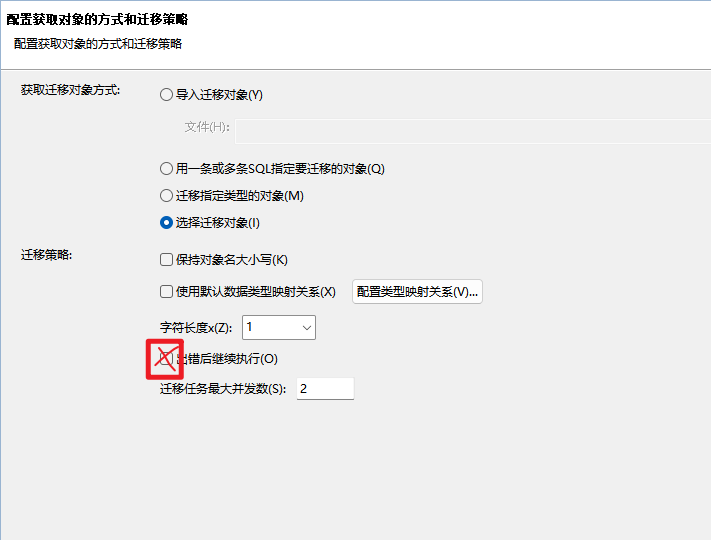 配置获取对象的方式和迁移策略
配置获取对象的方式和迁移策略
获取迁移对象方式:
导入迁移对象(Y)
文件(H):
用一条或多条SQL指定要迁移的对象(Q)
迁移指定类型的对象(M)
选择迁移对象(I)
迁移策略:
保持对象名大小写(K)
使用默认数据类型映射关系(X) 配置类型映射关系(V)...
字符长度x(Z): 1
出错后继续执行(O)
迁移任务最大并发数(S): 2